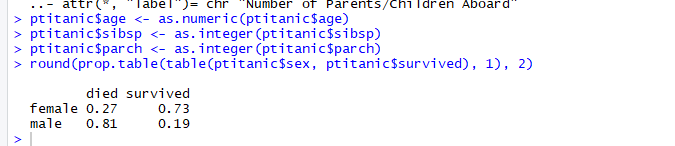 ..- attr(*, "label")= chr "Number of Parents/Children Aboard"
> ptitanic$age <- as.numeric(ptitanic$age)
> ptitanic$sibsp <- as.integer(ptitanic$sibsp)
> ptitanic$parch <- as.integer(ptitanic$parch)
> round(prop.table(table(ptitanic$sex, ptitanic$survived), 1), 2)
died survived
female 0.27 0.73
male 0.81 0.19
>